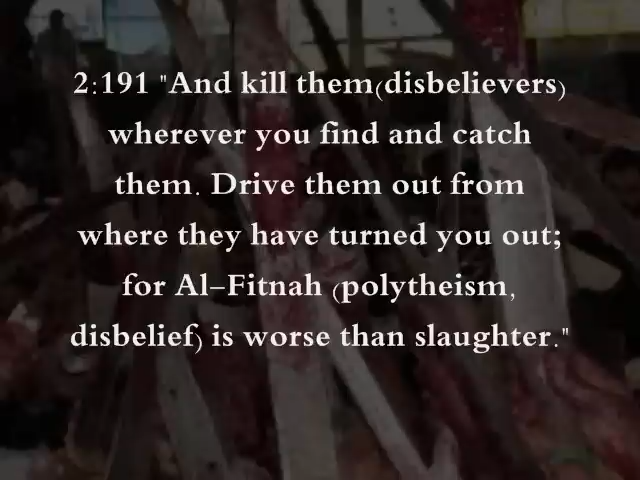 2:191 "And kill them(disbelievers)
wherever you find and catch
them. Drive them out from
where they have turned you out;
for Al-Fitnah (polytheism,
disbelief) is worse than slaughter."